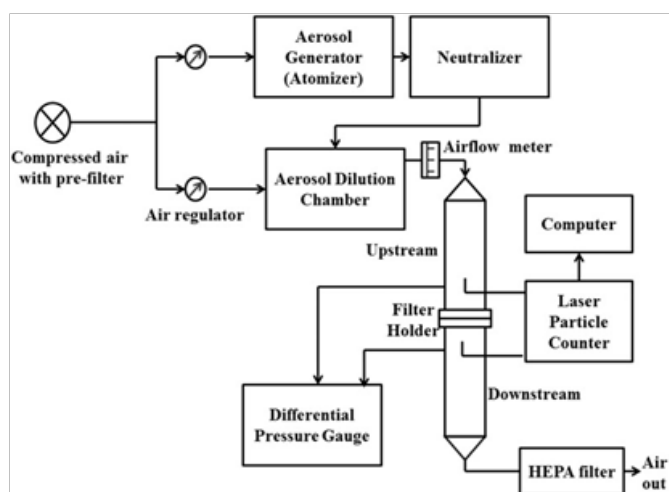 Aerosol
Generator
(Atomizer)
Neutralizer
Compressed air
with pre-filter
Air regulator
Aerosol Dilution
Chamber
Airflow meter
Upstream
Computer
Filter
Holder
Laser
Particle
Counter
Differential
Pressure Gauge
Downstream
HEPA filter
Air
out